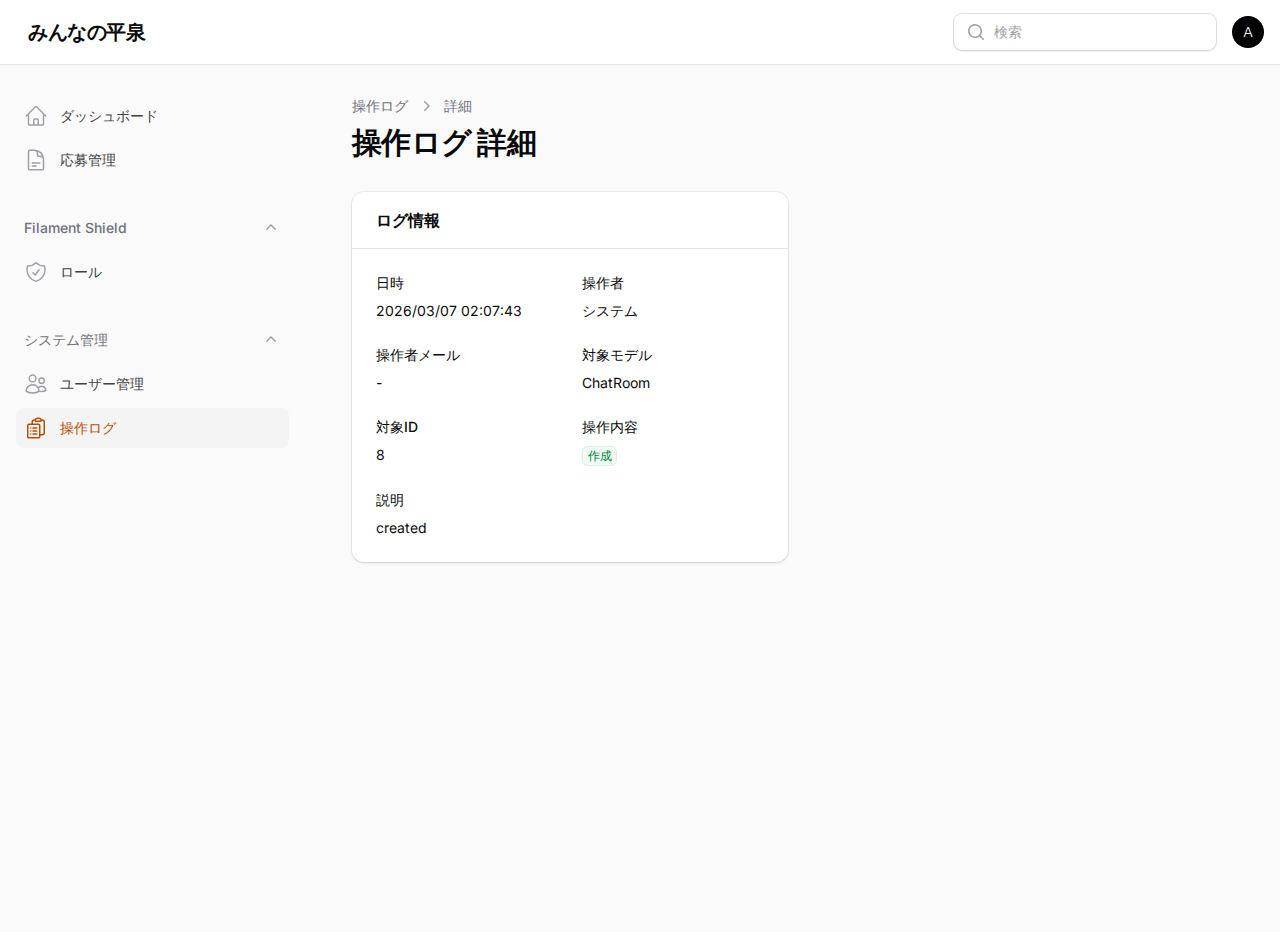 みんなの平泉
検索
A
ダッシュボード
応募管理
Filament Shield
ロール
システム管理
ユーザー管理
操作ログ
操作ログ 詳細
操作ログ 詳細
ログ情報
日時 操作者
2026/03/07 02:07:43 システム
操作者メール 対象モデル
- ChatRoom
対象ID 操作内容
8 作成
説明
created